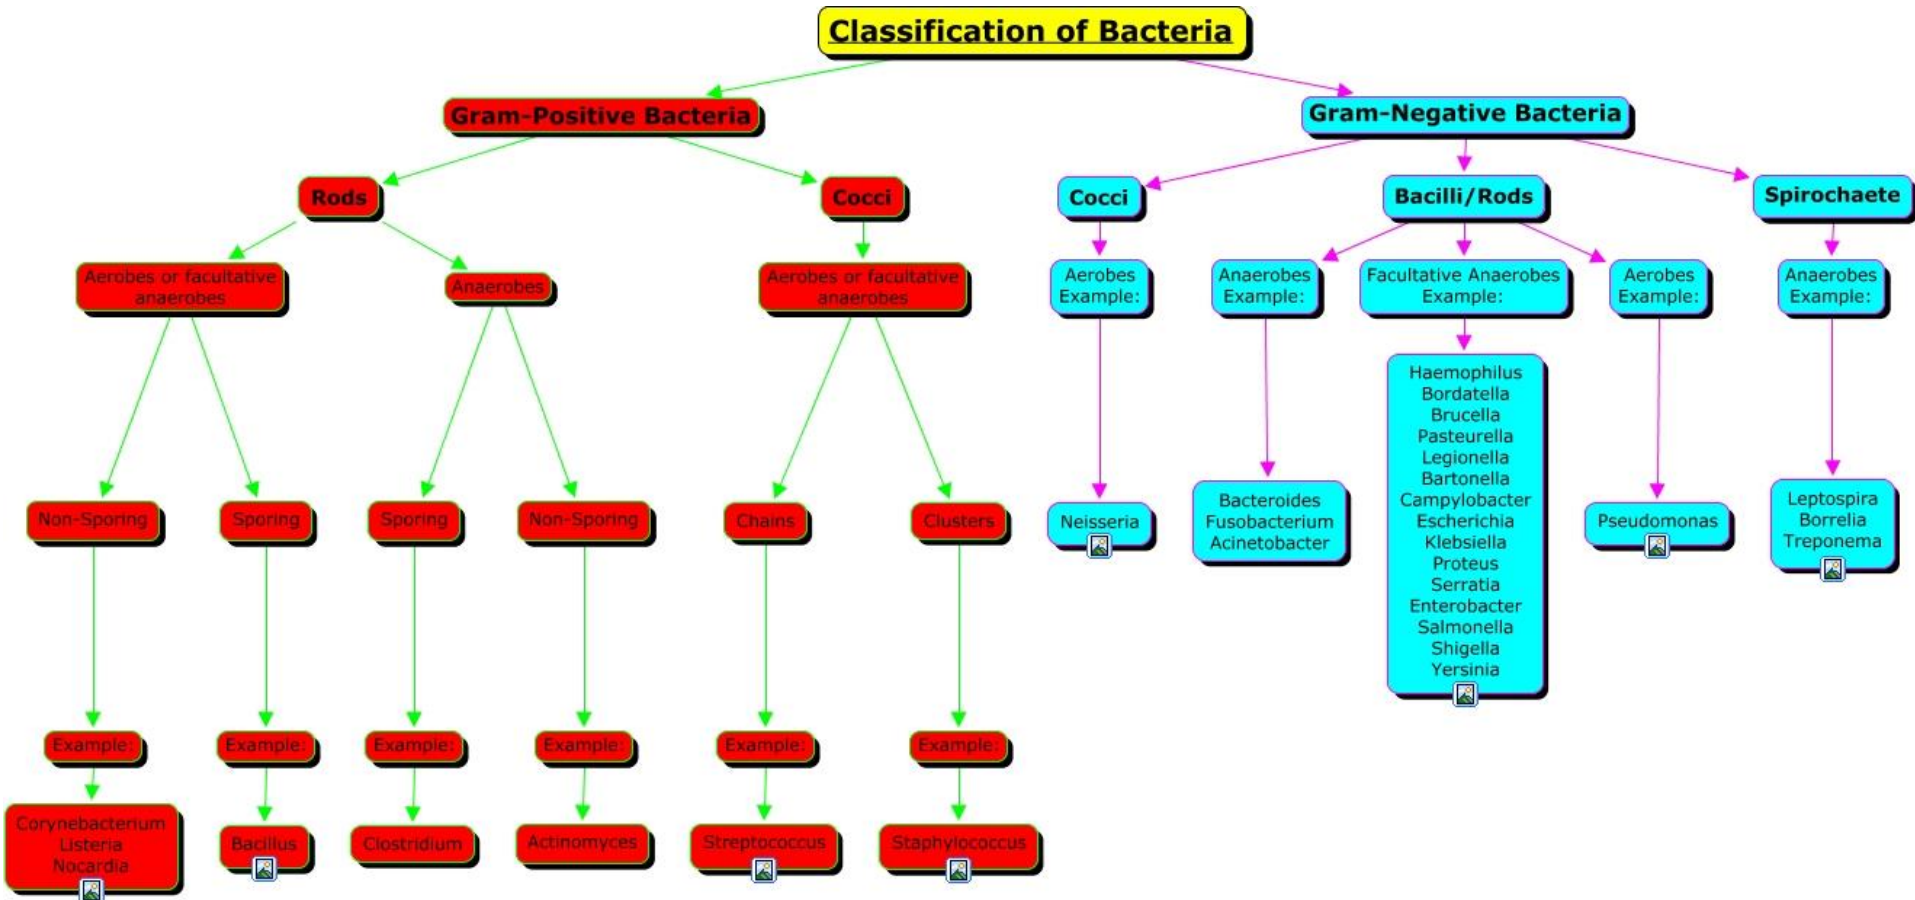 Classification of Bacteria
Gram-Positive Bacteria
Gram-Negative Bacteria
Rods
Cocci
Cocci
Bacilli/Rods
Spirochaete
Aerobes or facultative
anaerobes
Anaerobes
Aerobes or facultative
anaerobes
Aerobes
Example:
Anaerobes
Example:
Facultative Anaerobes
Example:
Aerobes
Example:
Anaerobes
Example:
Haemophilus
Bordatella
Brucella
Pasteurella
Legionella
Bartonella
Campylobacter
Escherichia
Klebsiella
Proteus
Serratia
Enterobacter
Salmonella
Shigella
Yersinia
Non-Sporing
Sporing
Sporing
Non-Sporing
Chains
Clusters
Neisseria
Bacteroides
Fusobacterium
Acinetobacter
Pseudomonas
Leptospira
Borrelia
Treponema
Example:
Example:
Example:
Example:
Example:
Example:
Corynebacterium
Listeria
Nocardia
Bacillus
Clostridium
Actinomyces
Streptococcus
Staphylococcus